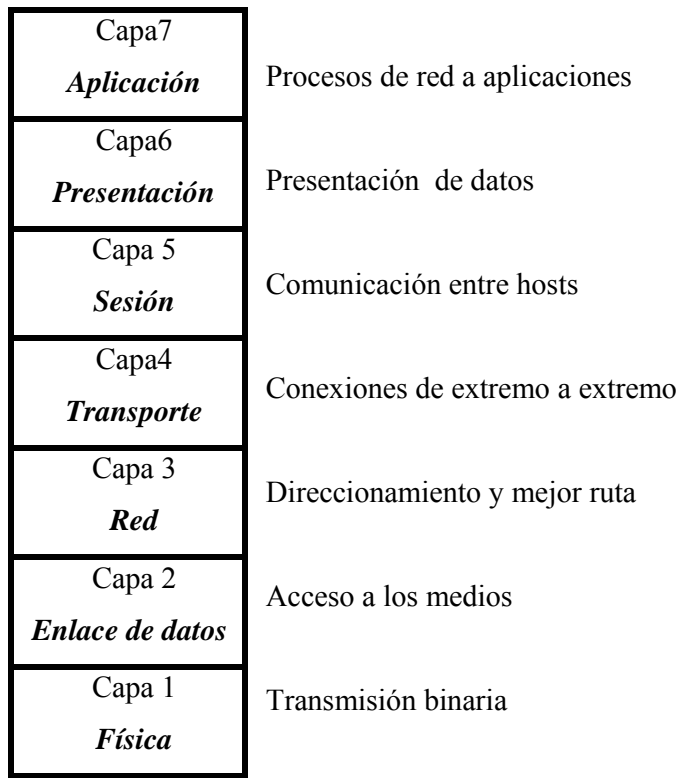 Capa7
Aplicación
Procesos de red a aplicaciones
Capa6
Presentación
Presentación de datos
Capa 5
Sesión
Comunicación entre hosts
Capa4
Transporte
Conexiones de extremo a extremo
Capa 3
Red
Direccionamiento y mejor ruta
Capa 2
Enlace de datos
Acceso a los medios
Capa 1
Física
Transmisión binaria